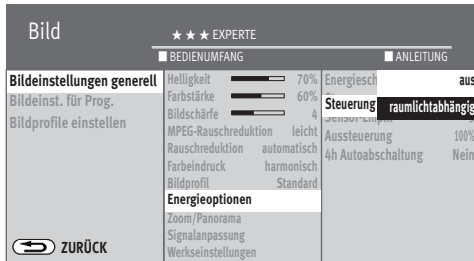 Bild
★★★ EXPERTE
BEDIENUMFANG
ANLEITUNG
Bildeinstellungen generell
Bildeinst. für Prog.
Bildprofile einstellen
ZURÜCK
Helligkeit 70%
Farbstärke 60%
Bildschärfe 4
MPEG-Rauschreduktion leicht
Rauschreduktion automatisch
Farbeindruck harmonisch
Bildprofil Standard
Energieoptionen
Zoom/Panorama
Signalanpassung
Werkseinstellungen
Energiesch aus
Steuerung raumlichtabhängig
Aussteuerung 100%
4h Autoabschaltung Nein